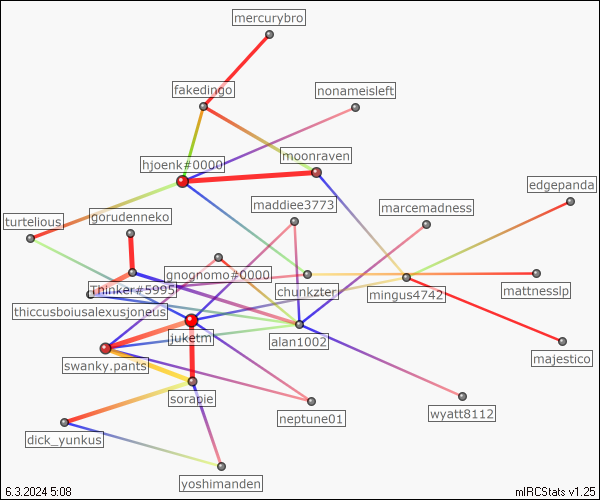 mercurybro
fakedingo
nonameisleft
hjoenk#0000
moonraven
edgepanda
maddiee3773
marcemadness
turtelious
gorudenneko
gnognomo#0000
Thinker#5995
chunkzter
mingus4742
mattnesslp
thiccusboiusalexusjoneus
juketm
alan1002
majestico
swanky.pants
sorapie
neptune01
wyatt8112
dick_yunkus
yoshimanden
6.3.2024 5:08
mIRCStats v1.25